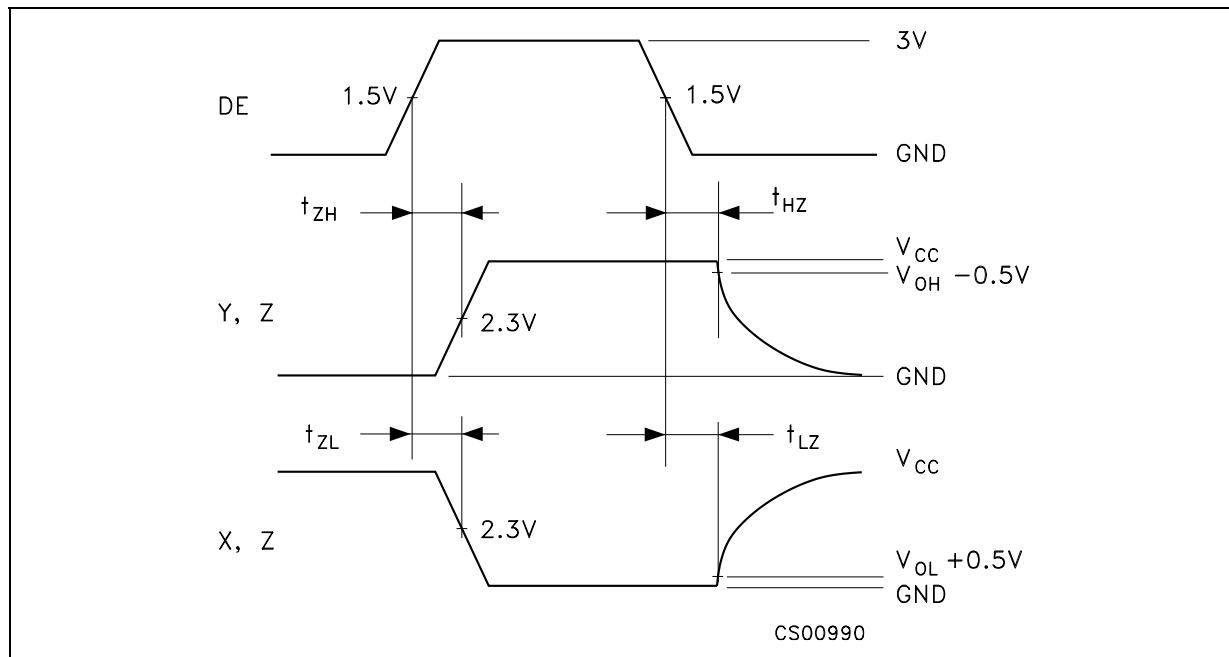 3V
DE
1.5V
1.5V
GND
tZH
tHZ
VCC
VOH -0.5V
Y, Z
2.3V
GND
tZL
tLZ
VCC
X, Z
2.3V
VOL +0.5V
GND
CS00990